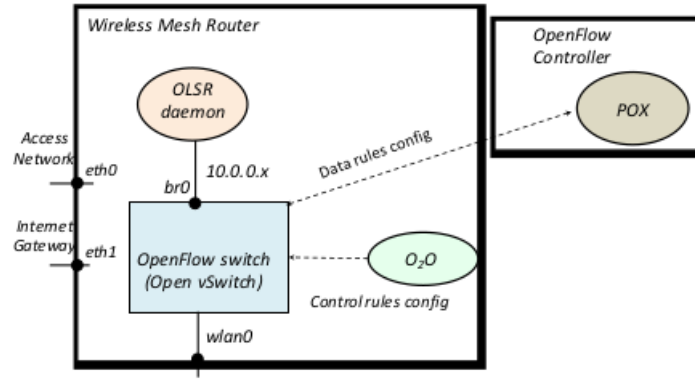 Wireless Mesh Router
OpenFlow
Controller
POX
OLSR
daemon
Data rules config
Access
Network
eth0
10.0.0.x
br0
Internet
Gateway
eth1
OpenFlow switch
(Open vSwitch)
O₂O
Control rules config
wlan0